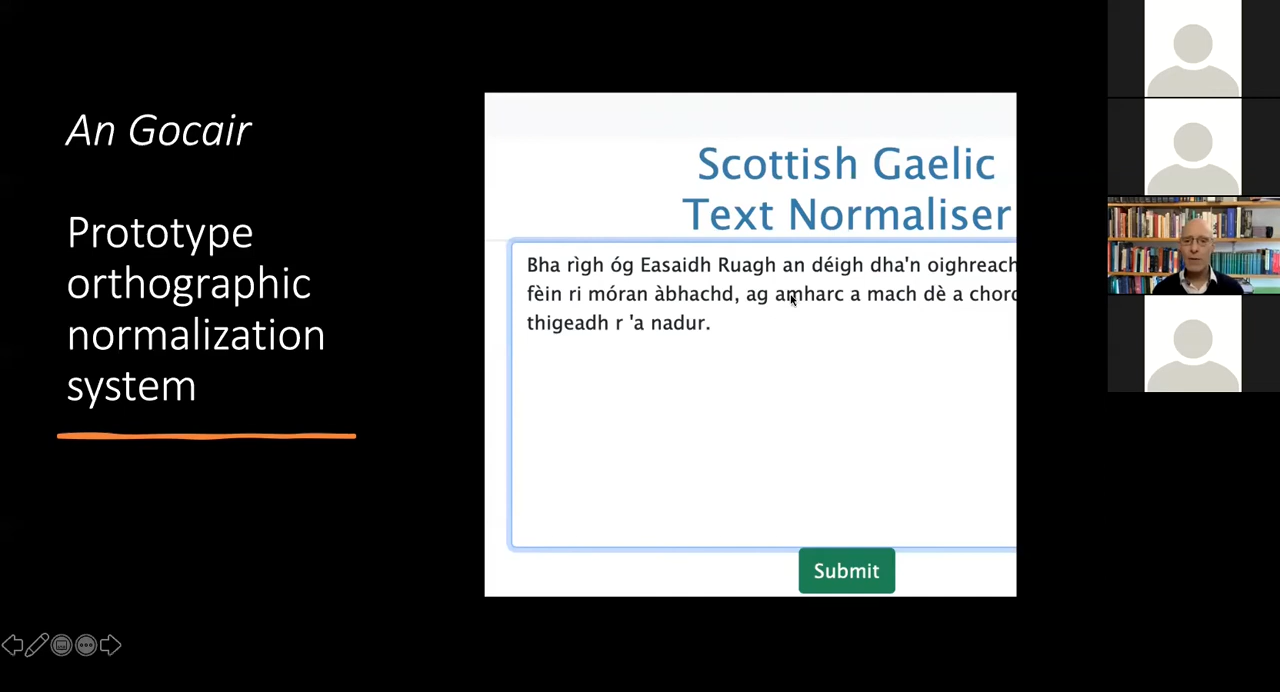 An Gocair
Prototype
orthographic
normalization
system
Scottish Gaelic
Text Normaliser
Bha righ óg Easaidh Ruagh an déigh dha'n oighreach
fèin ri móran àbhachd, ag amharc a mach dè a chord
thigeadh r 'a nadur.
Submit